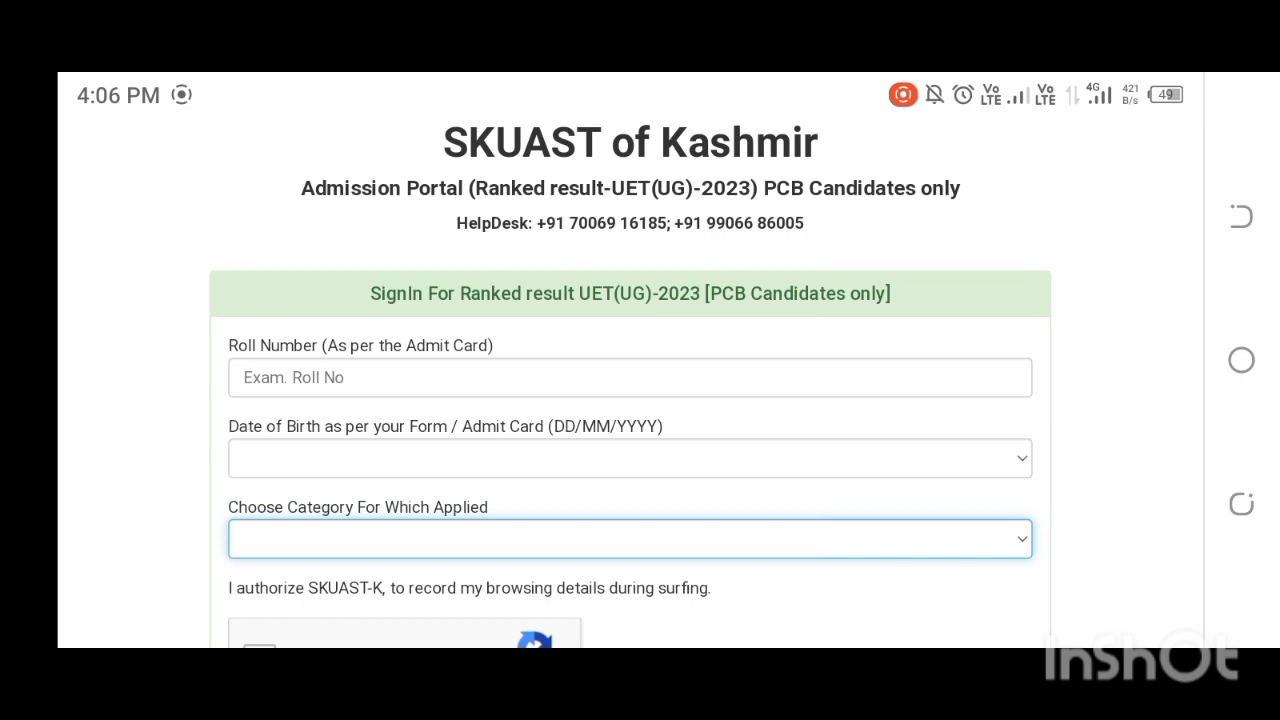 4:06 PM
Vo LTE Vo LTE 4G 421 B/s 49
SKUAST of Kashmir
Admission Portal (Ranked result-UET(UG)-2023) PCB Candidates only
HelpDesk: +91 70069 16185; +91 99066 86005
SignIn For Ranked result UET(UG)-2023 [PCB Candidates only]
Roll Number (As per the Admit Card)
Exam. Roll No
Date of Birth as per your Form / Admit Card (DD/MM/YYYY)
Choose Category For Which Applied
I authorize SKUAST-K, to record my browsing details during surfing.
InShOt